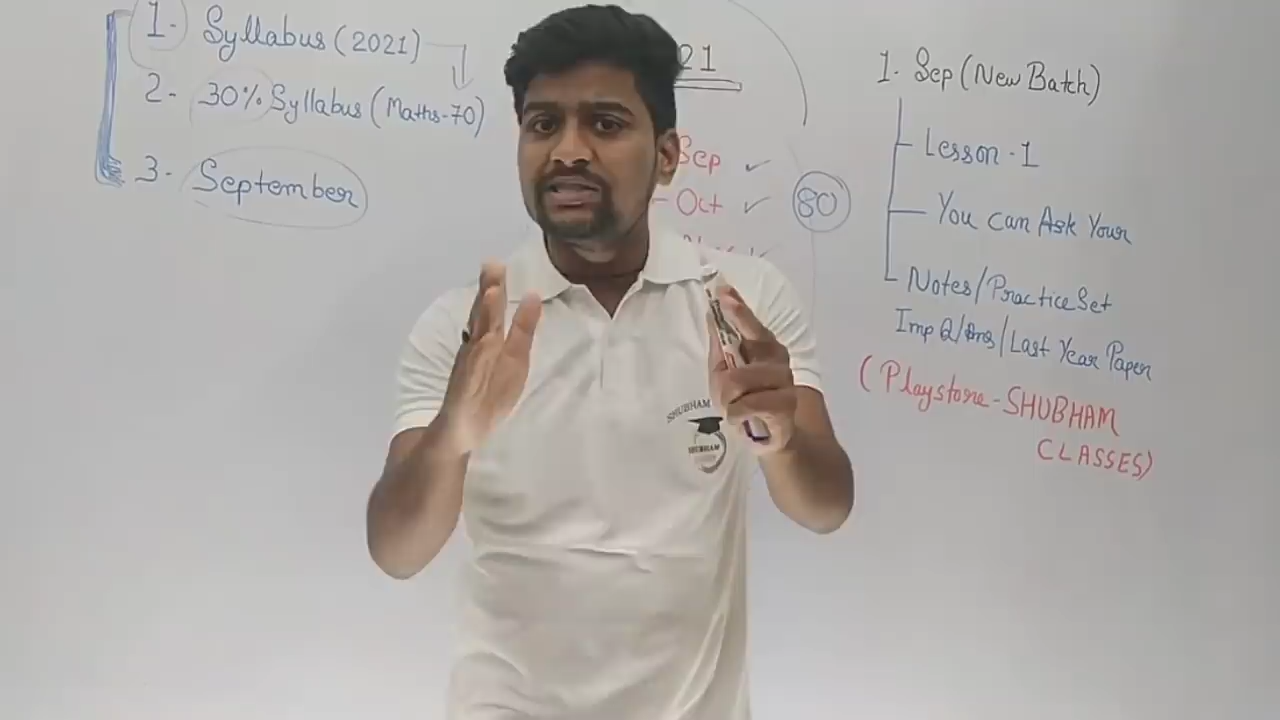 1- Syllabus (2021)
2- 30% Syllabus (Maths-70)
3- September
21
Sep ✓
- Oct ✓
80
1. Sep (New Batch)
Lesson-1
You can Ask Your
Notes/Practice Set
Imp Q/Ans/Last Year Paper
(Playstore-SHUBHAM
CLASSES)
SHUBHAM
SHUBHAM